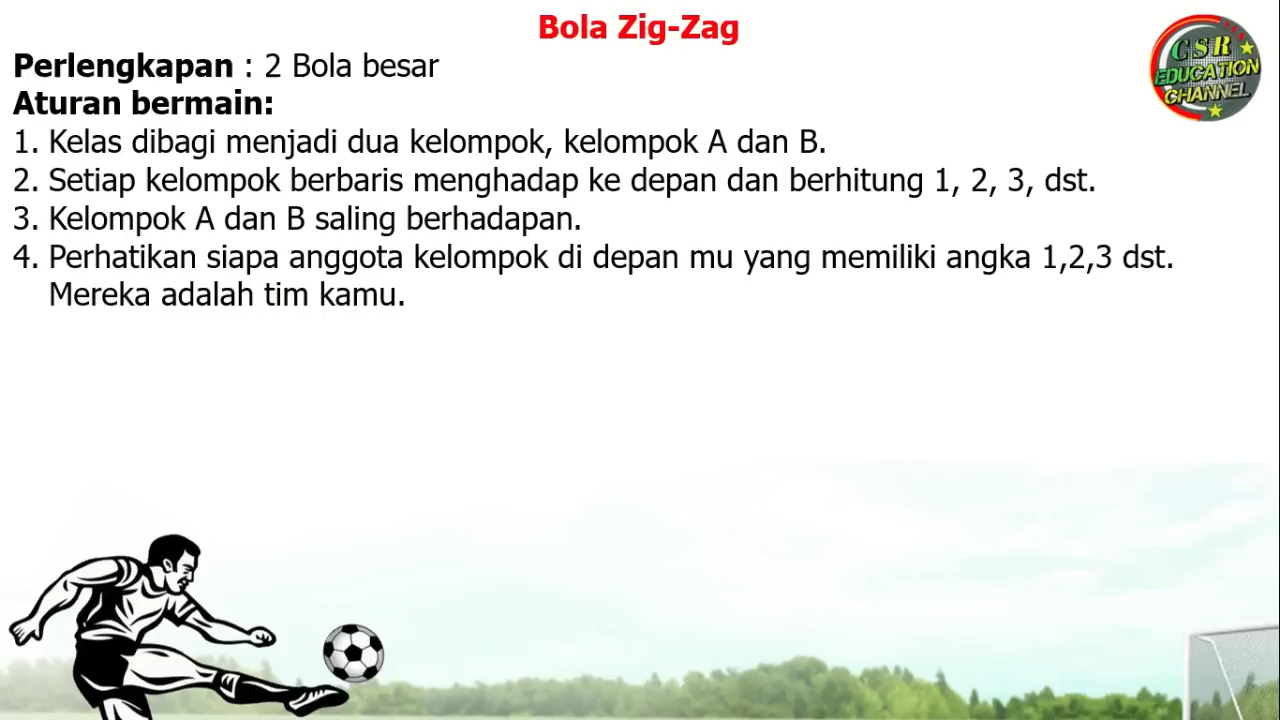 Bola Zig-Zag
Perlengkapan : 2 Bola besar
Aturan bermain:
1. Kelas dibagi menjadi dua kelompok, kelompok A dan B.
2. Setiap kelompok berbaris menghadap ke depan dan berhitung 1, 2, 3, dst.
3. Kelompok A dan B saling berhadapan.
4. Perhatikan siapa anggota kelompok di depan mu yang memiliki angka 1,2,3 dst.
Mereka adalah tim kamu.
CSR
EDUCATION
CHANNEL